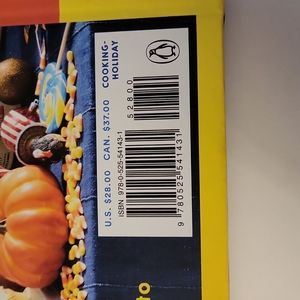 COOKING-
HOLIDAY
52800
U.S. $28.00 CAN. $37.00
ISBN 978-0-525-54143-1
9 780525 541431